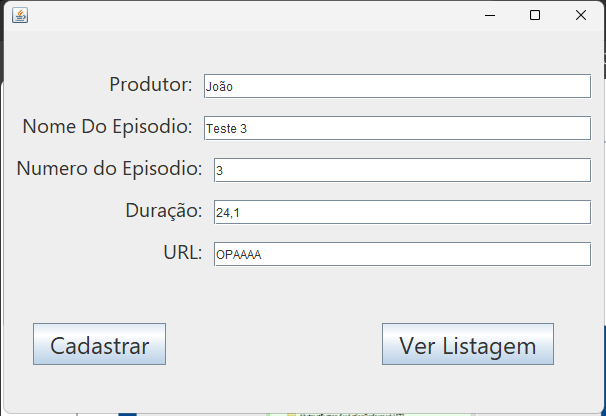 Produtor: João
Nome Do Episodio: Teste 3
Numero do Episodio: 3
Duração: 24,1
URL: OPAAAA
Cadastrar Ver Listagem